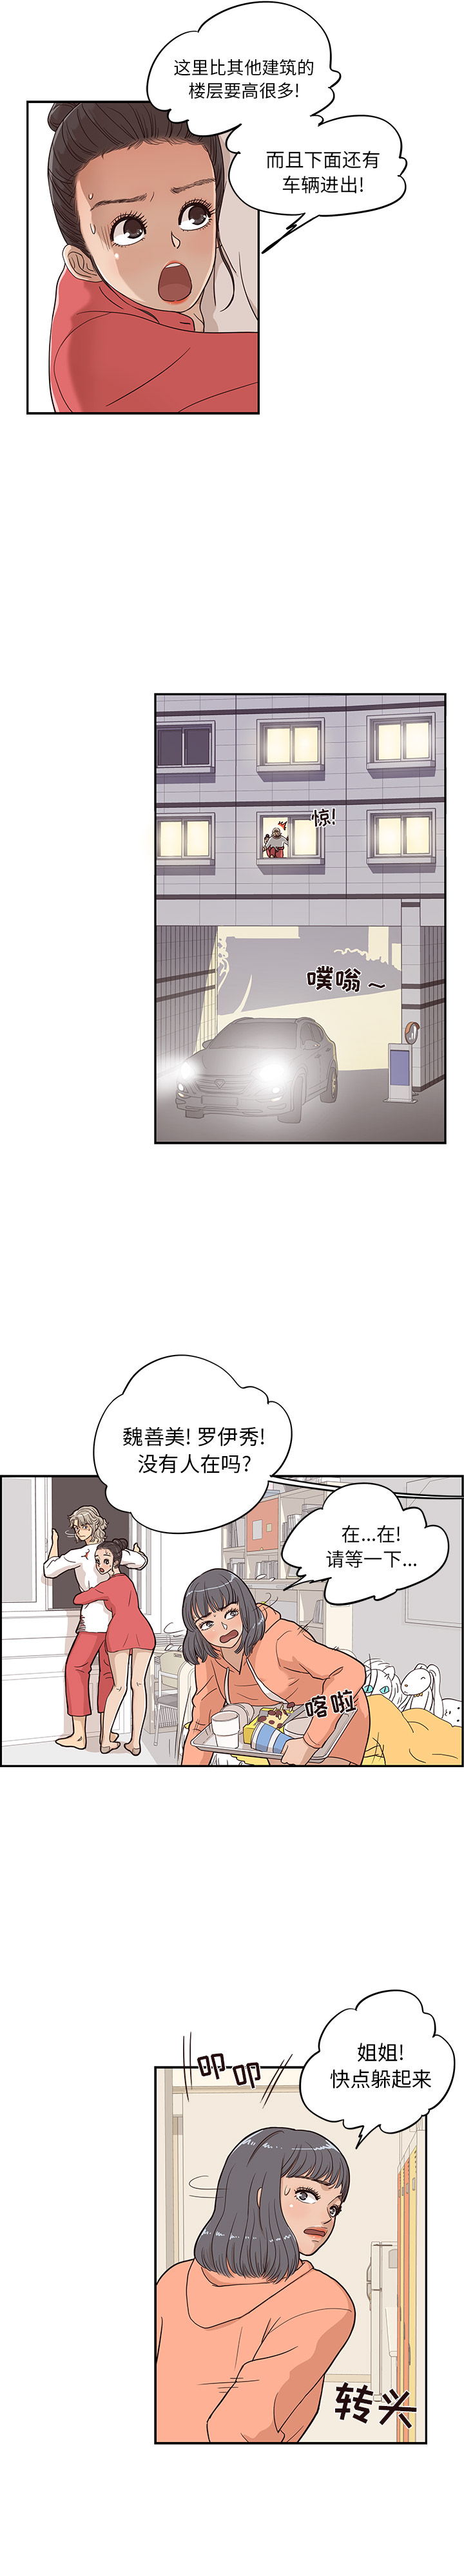 这里比其他建筑的
楼层要高很多!
而且下面还有
车辆进出!
惊!
噗嗡~
魏善美! 罗伊秀!
没有人在吗?
在...在!
请等一下...
喀啦
叩 叩
姐姐!
快点躲起来
转头